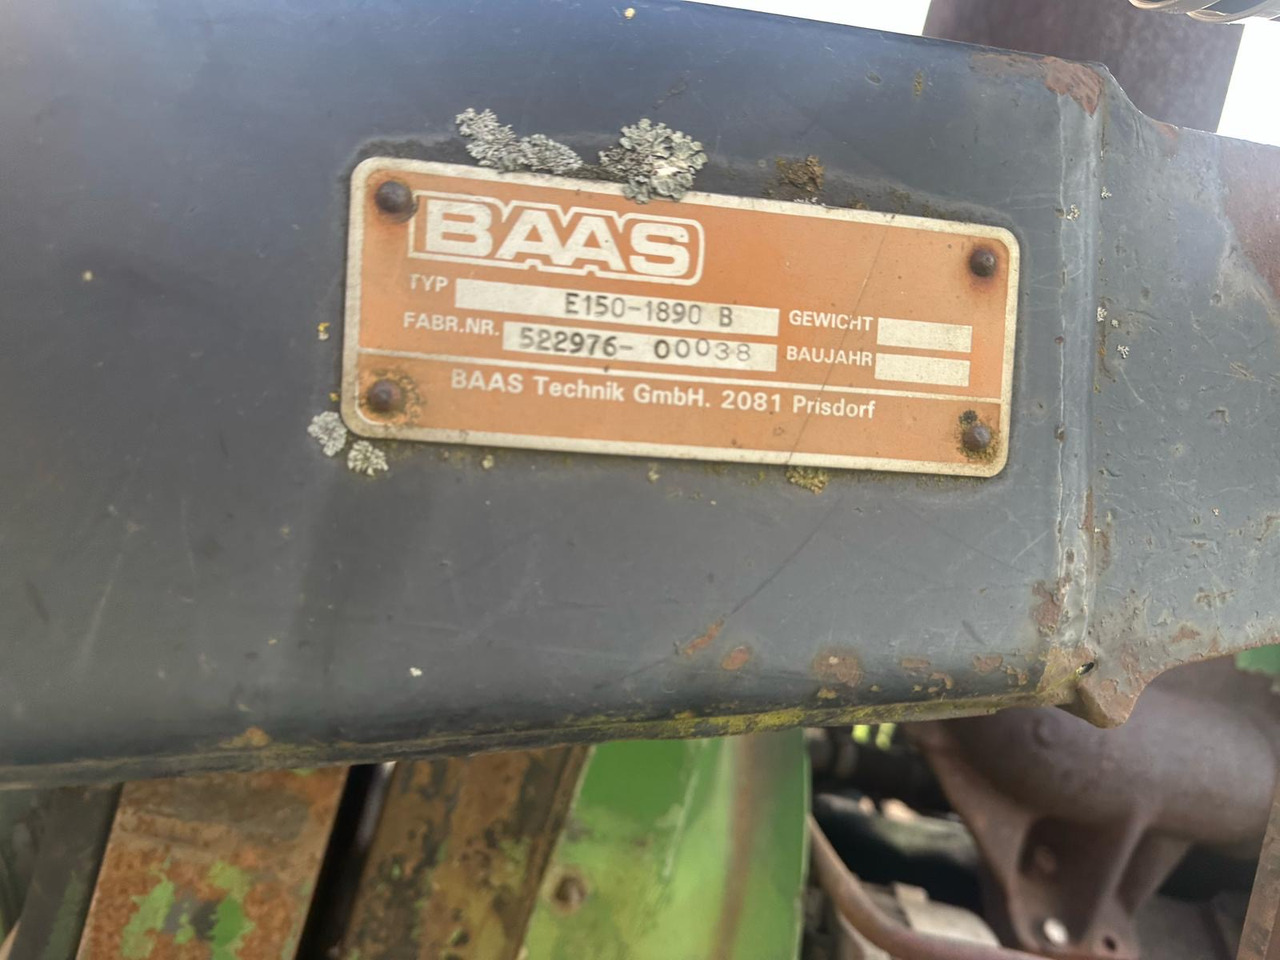 BAAS
TYP E150-1890 B GEWICHT
FABR.NR. 522976-00038 BAUJAHR
BAAS Technik GmbH. 2081 Prisdorf